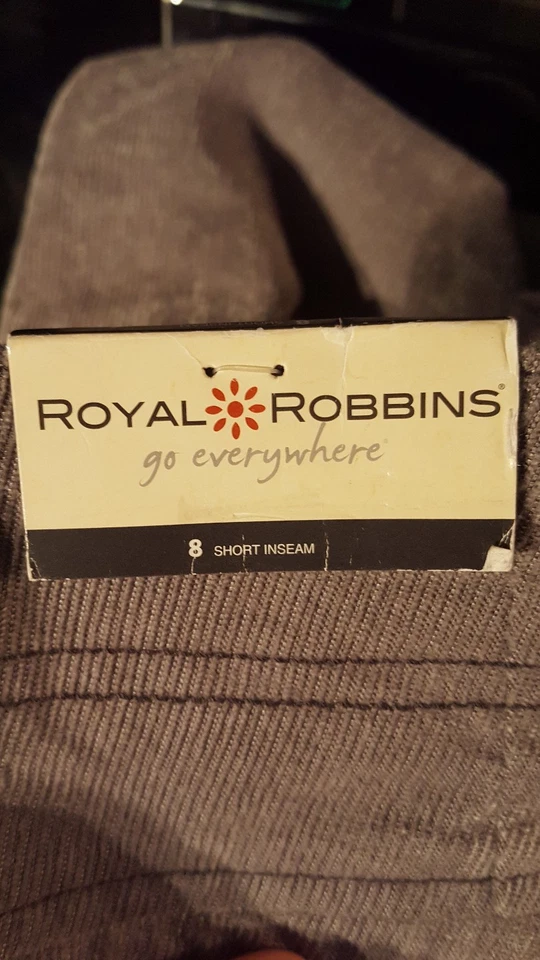 ROYAL ROBBINS®
go everywhere
8 SHORT INSEAM